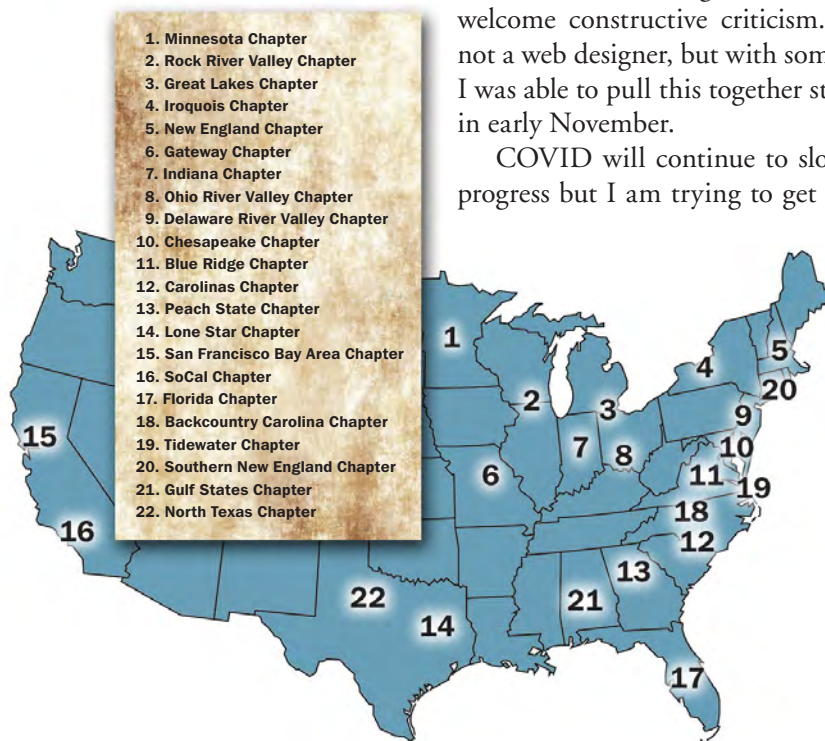 welcome constructive criticism.
not a web designer, but with som
I was able to pull this together st
in early November.
COVID will continue to slo
progress but I am trying to get
1. Minnesota Chapter
2. Rock River Valley Chapter
3. Great Lakes Chapter
4. Iroquois Chapter
5. New England Chapter
6. Gateway Chapter
7. Indiana Chapter
8. Ohio River Valley Chapter
9. Delaware River Valley Chapter
10. Chesapeake Chapter
11. Blue Ridge Chapter
12. Carolinas Chapter
13. Peach State Chapter
14. Lone Star Chapter
15. San Francisco Bay Area Chapter
16. SoCal Chapter
17. Florida Chapter
18. Backcountry Carolina Chapter
19. Tidewater Chapter
20. Southern New England Chapter
21. Gulf States Chapter
22. North Texas Chapter
1
5
4
20
2
3
9
15
7
8
10
6
11
19
18
16
12
13
22
21
14
17